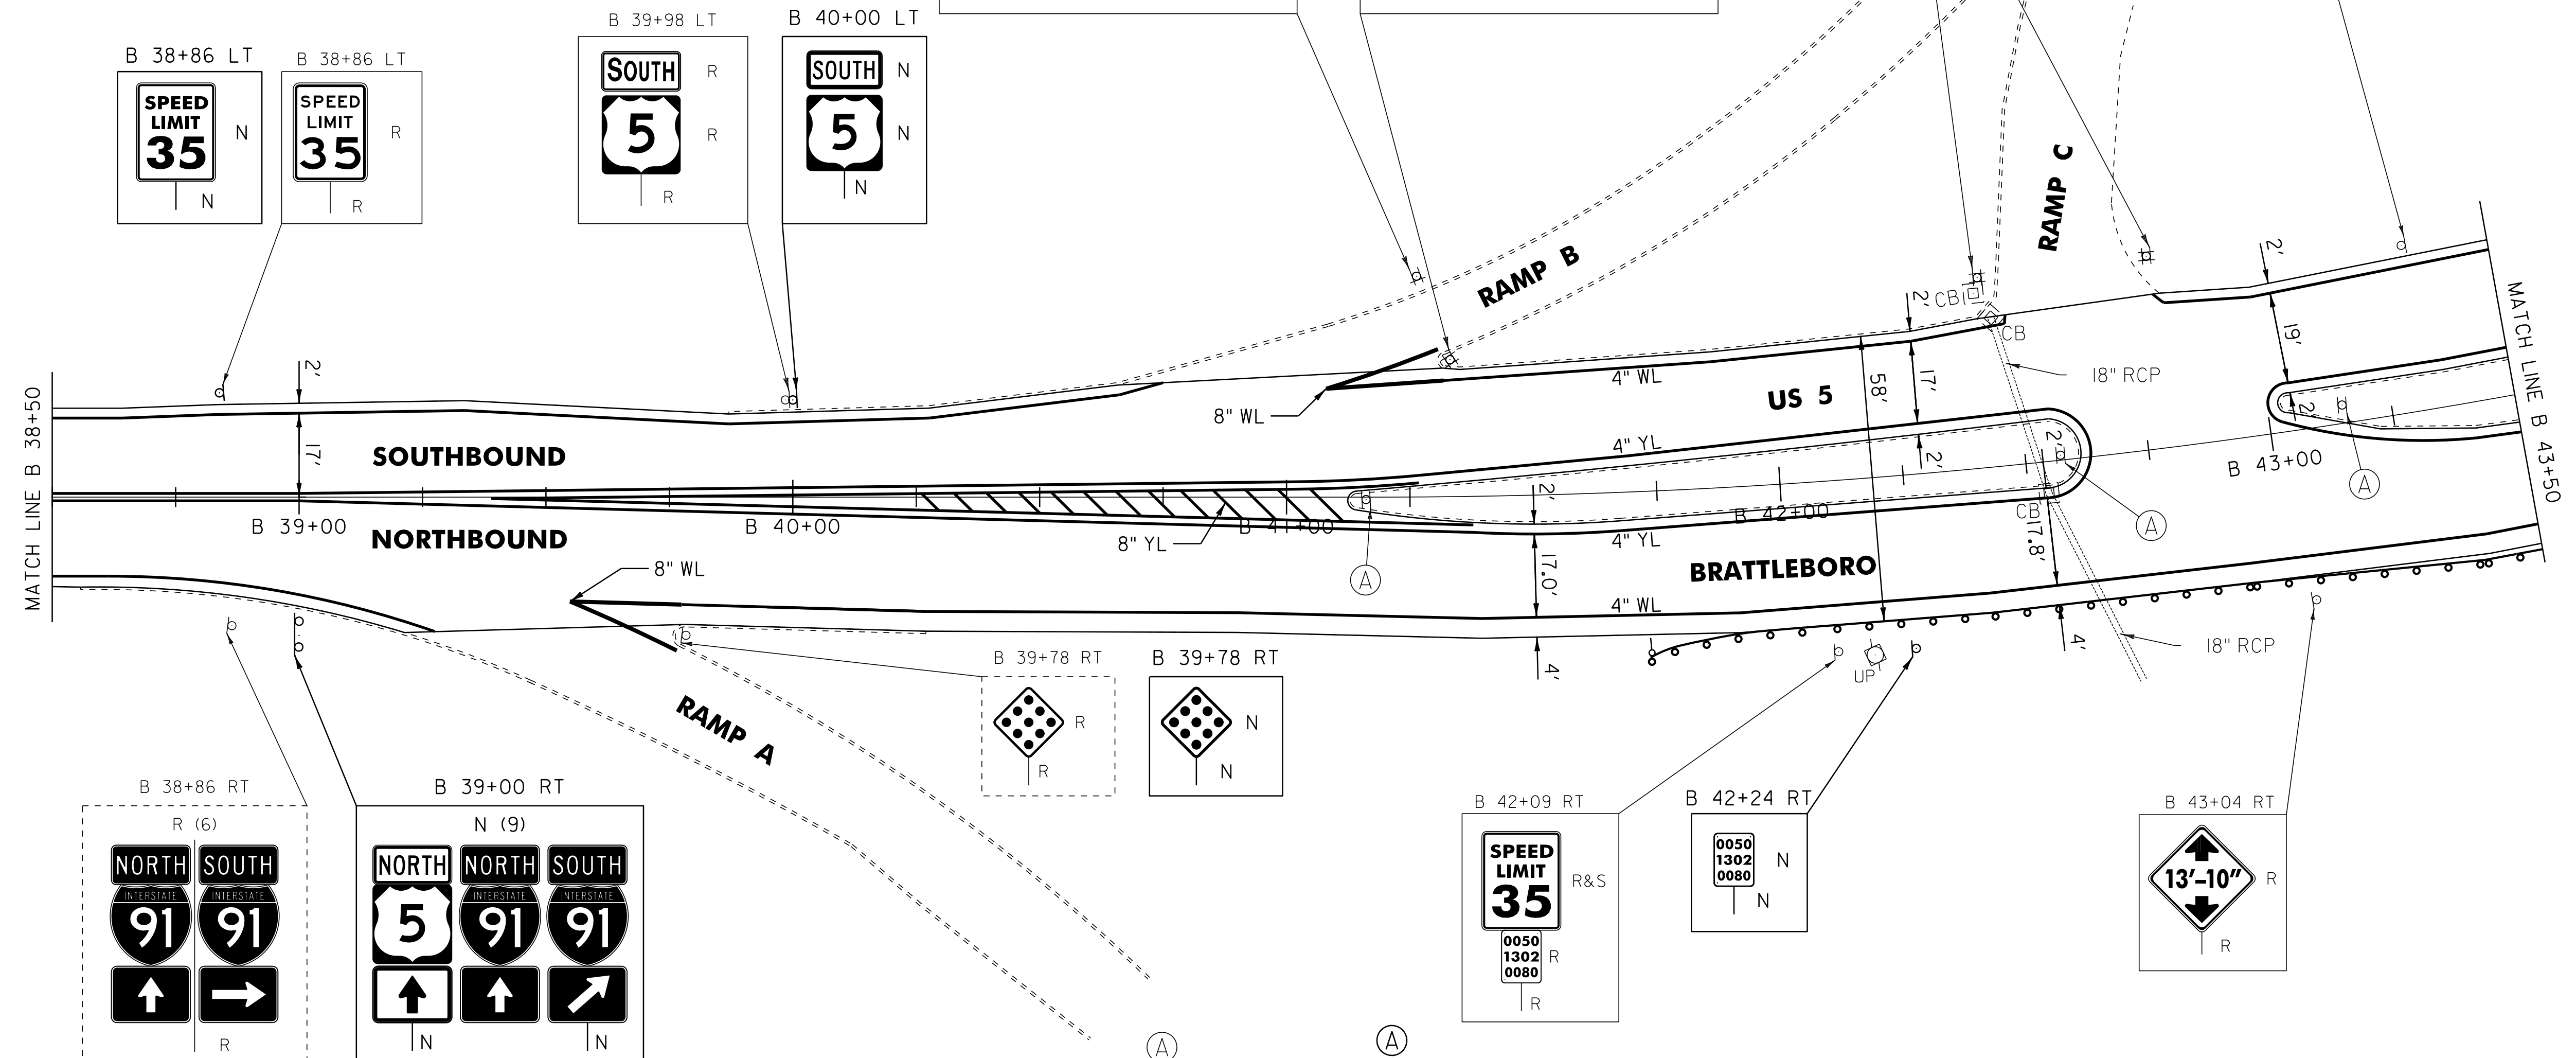 B 38+86 LT
SPEED
LIMIT
35
N
N
B 38+86 LT
SPEED
LIMIT
35
R
R
B 39+98 LT
SOUTH
R
5
R
R
B 40+00 LT
SOUTH
N
5
N
N
RAMP B
RAMP C
2'
2'
2'
CB
CB
18" RCP
19'
MATCH LINE B 43+50
MATCH LINE B 38+50
17'
SOUTHBOUND
8" WL
4" WL
US 5
58'
17'
4" YL
2'
2'
2'
B 43+00
A
B 39+00
B 40+00
B 41+00
B 42+00
NORTHBOUND
8" YL
2'
4" YL
CB
A
A
17.8'
8" WL
17.0'
BRATTLEBORO
4" WL
4'
4'
18" RCP
UP
RAMP A
B 39+78 RT
R
R
B 39+78 RT
N
N
B 38+86 RT
R (6)
NORTH
SOUTH
INTERSTATE
INTERSTATE
91
91
R
B 39+00 RT
N (9)
NORTH
NORTH
SOUTH
INTERSTATE
INTERSTATE
5
91
91
N
N
A
A
B 42+09 RT
SPEED
LIMIT
35
R&S
0050
1302
0080
R
R
B 42+24 RT
0050
1302
0080
N
N
B 43+04 RT
13'-10"
R
R